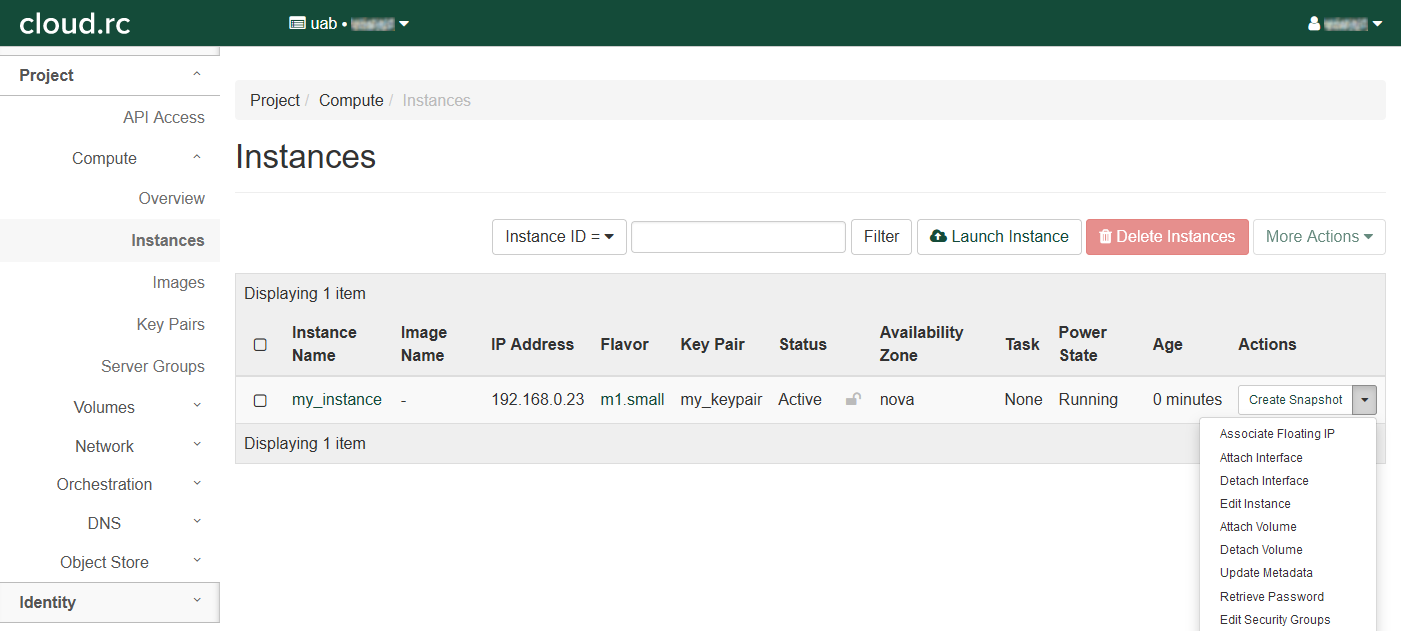 cloud.rc
uab •
Project
API Access
Compute
Overview
Instances
Images
Key Pairs
Server Groups
Volumes
Network
Orchestration
DNS
Object Store
Identity
Project / Compute / Instances
Instances
Instance ID = Filter Launch Instance Delete Instances More Actions
Displaying 1 item
Instance Name Image Name IP Address Flavor Key Pair Status Availability Zone Task Power State Age Actions
my_instance - 192.168.0.23 m1.small my_keypair Active nova None Running 0 minutes Create Snapshot
Displaying 1 item
Associate Floating IP
Attach Interface
Detach Interface
Edit Instance
Attach Volume
Detach Volume
Update Metadata
Retrieve Password
Edit Security Groups